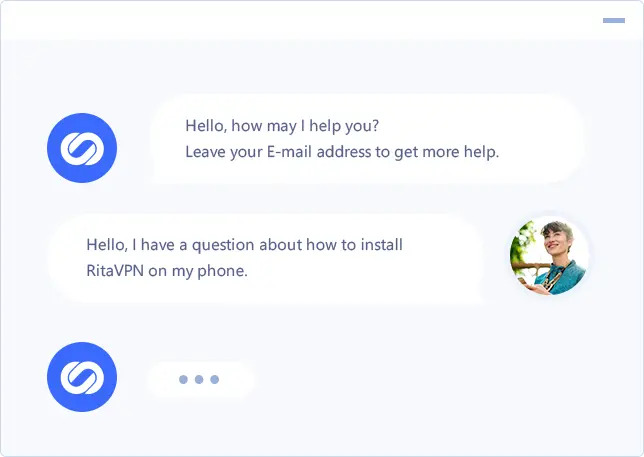 Hello, how may I help you?
Leave your E-mail address to get more help.
Hello, I have a question about how to install
RitaVPN on my phone.